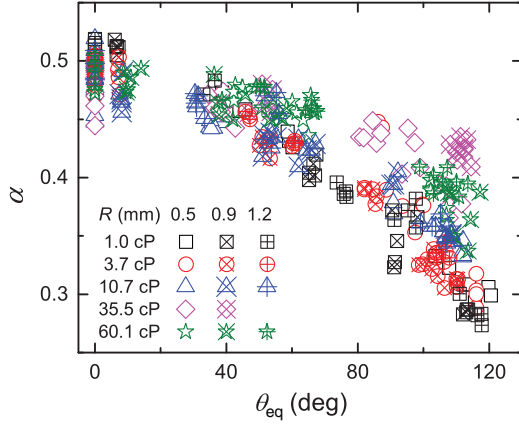 0.5
0.4
0.3
α
R (mm) 0.5 0.9 1.2
1.0 cP
3.7 cP
10.7 cP
35.5 cP
60.1 cP
0 40 80 120
θeq (deg)